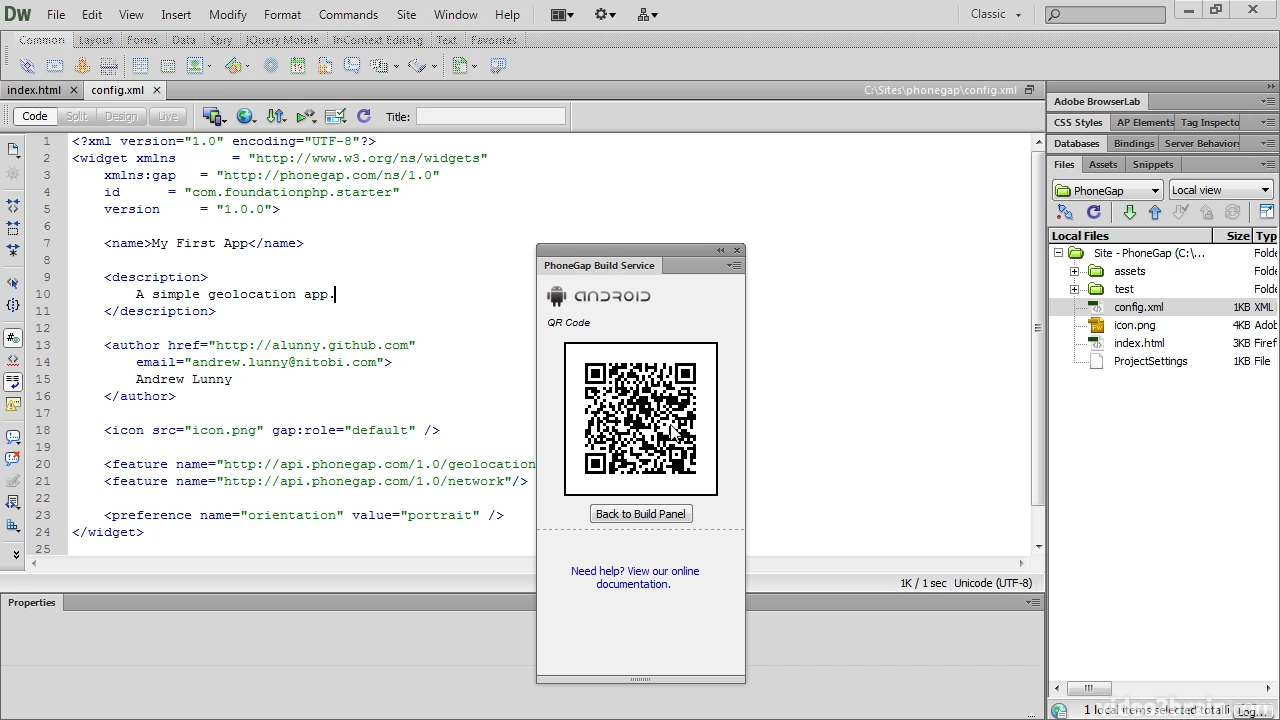 Dw File Edit View Insert Modify Format Commands Site Window Help Classic
Common Layout Forms Data Spry jQuery Mobile InContext Editing Text Favorites
index.html config.xml C:\Sites\phonegap\config.xml
Code Split Design Live Title:
1 <?xml version="1.0" encoding="UTF-8"?>
2 <widget xmlns = "http://www.w3.org/ns/widgets"
3 xmlns:gap = "http://phonegap.com/ns/1.0"
4 id = "com.foundationphp.starter"
5 version = "1.0.0">
6
7 <name>My First App</name>
8
9 <description>
10 A simple geolocation app.
11 </description>
12
13 <author href="http://alunny.github.com"
14 email="andrew.lunny@nitobi.com">
15 Andrew Lunny
16 </author>
17
18 <icon src="icon.png" gap:role="default" />
19
20 <feature name="http://api.phonegap.com/1.0/geolocation
21 <feature name="http://api.phonegap.com/1.0/network"/>
22
23 <preference name="orientation" value="portrait" />
24 </widget>
25
1K / 1 sec Unicode (UTF-8)
Properties
PhoneGap Build Service
ANDROID
QR Code
Back to Build Panel
Need help? View our online
documentation.
Adobe BrowserLab
CSS Styles AP Elements Tag Inspecto
Databases Bindings Server Behaviors
Files Assets Snippets
PhoneGap Local view
Local Files Size Typ
Site - PhoneGap (C:\... Folde
assets Folde
test Folde
config.xml 1KB XML
icon.png 4KB Adob
index.html 3KB Firef
ProjectSettings 1KB File
1 local items selected totalli Log...